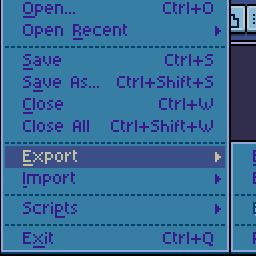 Open... Ctrl+O
Open Recent
Save Ctrl+S
Save As... Ctrl+Shift+S
Close Ctrl+W
Close All Ctrl+Shift+W
Export
Import
Scripts
Exit Ctrl+Q